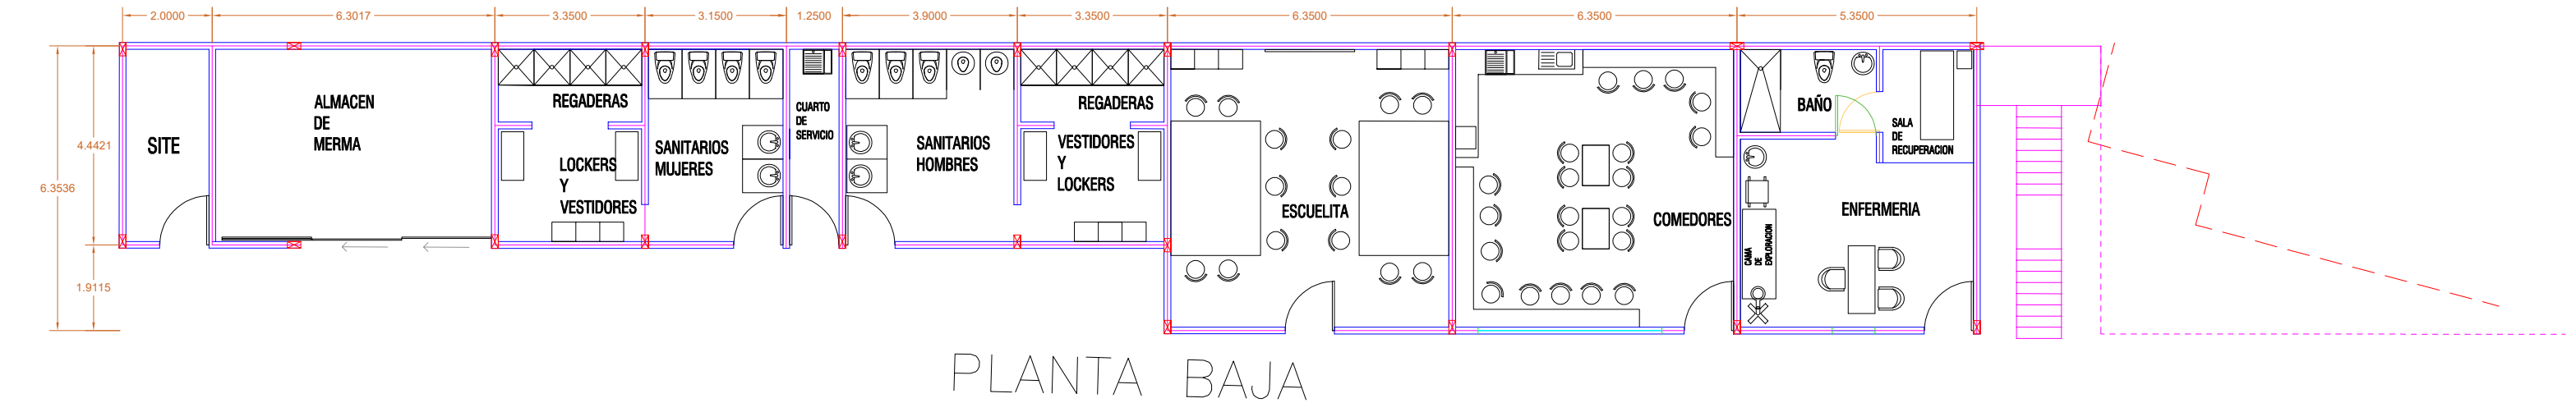 2.0000 6.3017 3.3500 3.1500 1.2500 3.9000 3.3500 6.3500 6.3500 5.3500
4.4421
6.3536
1.9115
SITE
ALMACEN
DE
MERMA
REGADERAS
LOCKERS
Y
VESTIDORES
SANITARIOS
MUJERES
CUARTO
DE
SERVICIO
SANITARIOS
HOMBRES
REGADERAS
VESTIDORES
Y
LOCKERS
ESCUELITA
COMEDORES
BAÑO
SALA
DE
RECUPERACION
ENFERMERIA
CAMA
DE
EXPLORACION
PLANTA BAJA